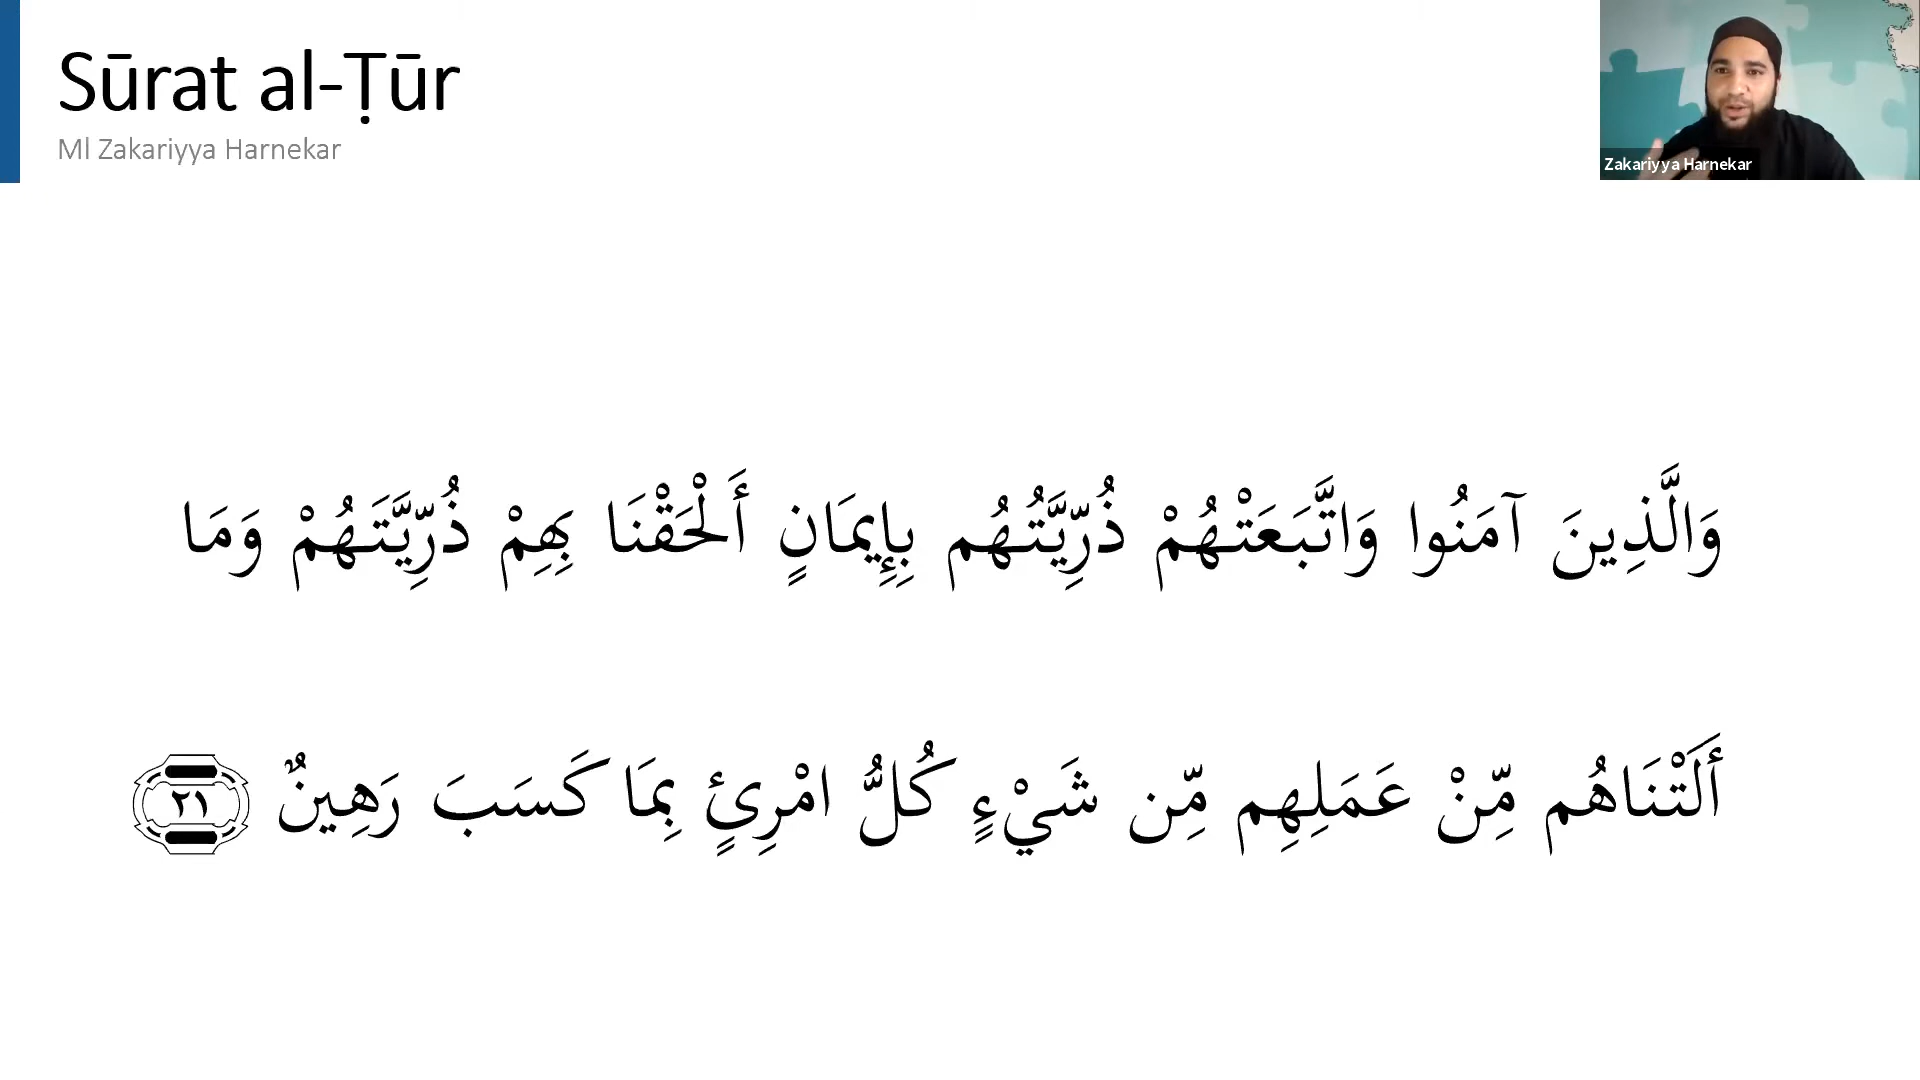 Sūrat al-Ṭūr
Ml Zakariyya Harnekar
Zakariyya Harnekar
وَالَّذِينَ آمَنُوا وَاتَّبَعَتْهُمْ ذُرِّيَّتُهُم بِإِيمَانٍ أَلْحَقْنَا بِهِمْ ذُرِّيَّتَهُمْ وَمَا
أَلَتْنَاهُم مِّنْ عَمَلِهِم مِّن شَيْءٍ كُلُّ امْرِئٍ بِمَا كَسَبَ رَهِينٌ ٢١